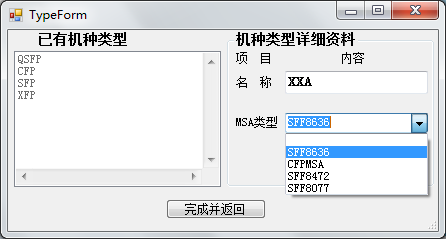 TypeForm
已有机种类型
QSFP
CFP
SFP
XFP
机种类型详细资料
项 目 内容
名 称 XXA
MSA类型 SFF8636
SFF8636
CFPMSA
SFF8472
SFF8077
完成并返回